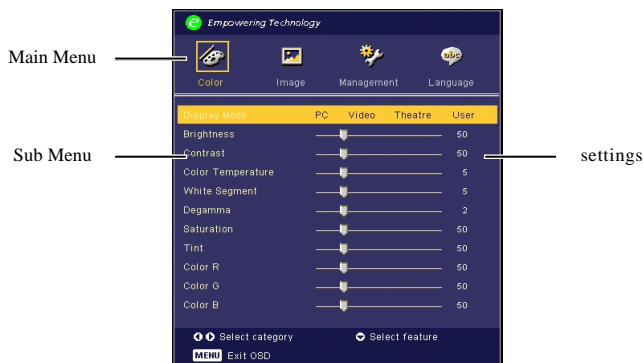 Empowering Technology
Main Menu
Color Image Management abc Language
Display Mode PC Video Theatre User
Brightness 50
Sub Menu
Contrast 50
settings
Color Temperature 5
White Segment 5
Degamma 2
Saturation 50
Tint 50
Color R 50
Color G 50
Color B 50
Select category Select feature
MENU Exit OSD